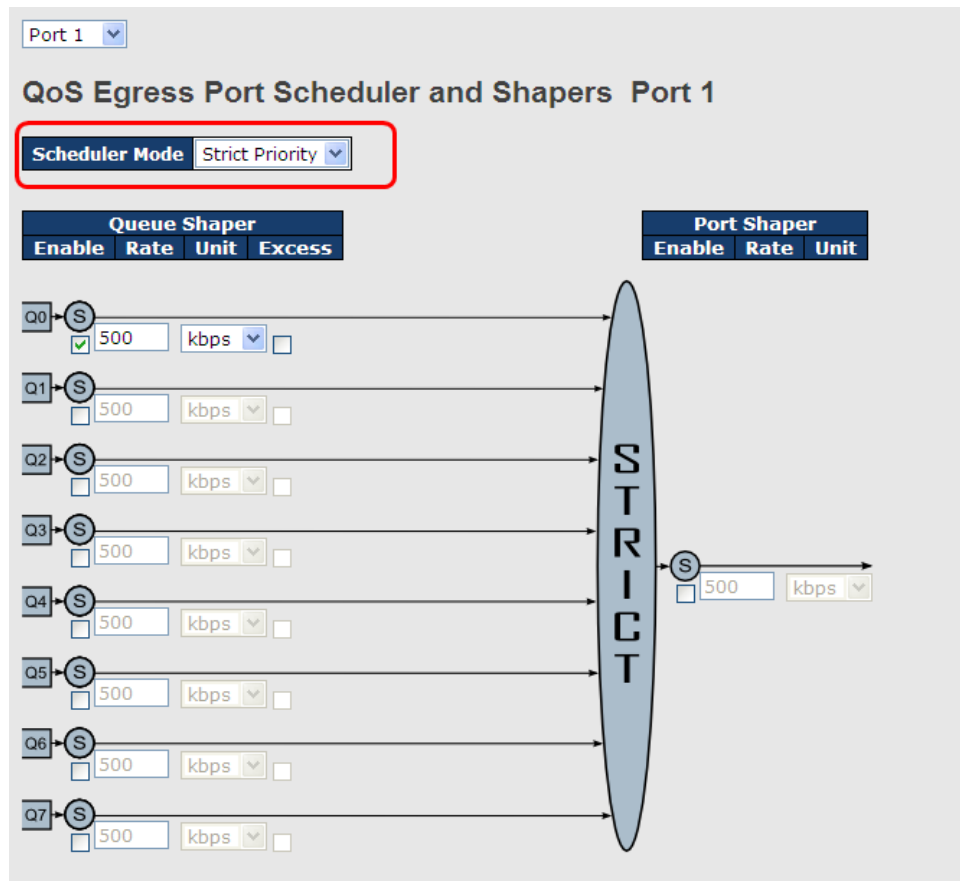 Port 1
QoS Egress Port Scheduler and Shapers Port 1
Scheduler Mode Strict Priority
Queue Shaper Port Shaper
Enable Rate Unit Excess Enable Rate Unit
Q0 S
500 kbps
Q1 S
500 kbps
Q2 S
500 kbps
Q3 S
500 kbps
Q4 S
500 kbps
Q5 S
500 kbps
Q6 S
500 kbps
Q7 S
500 kbps
STRICT
S
500 kbps